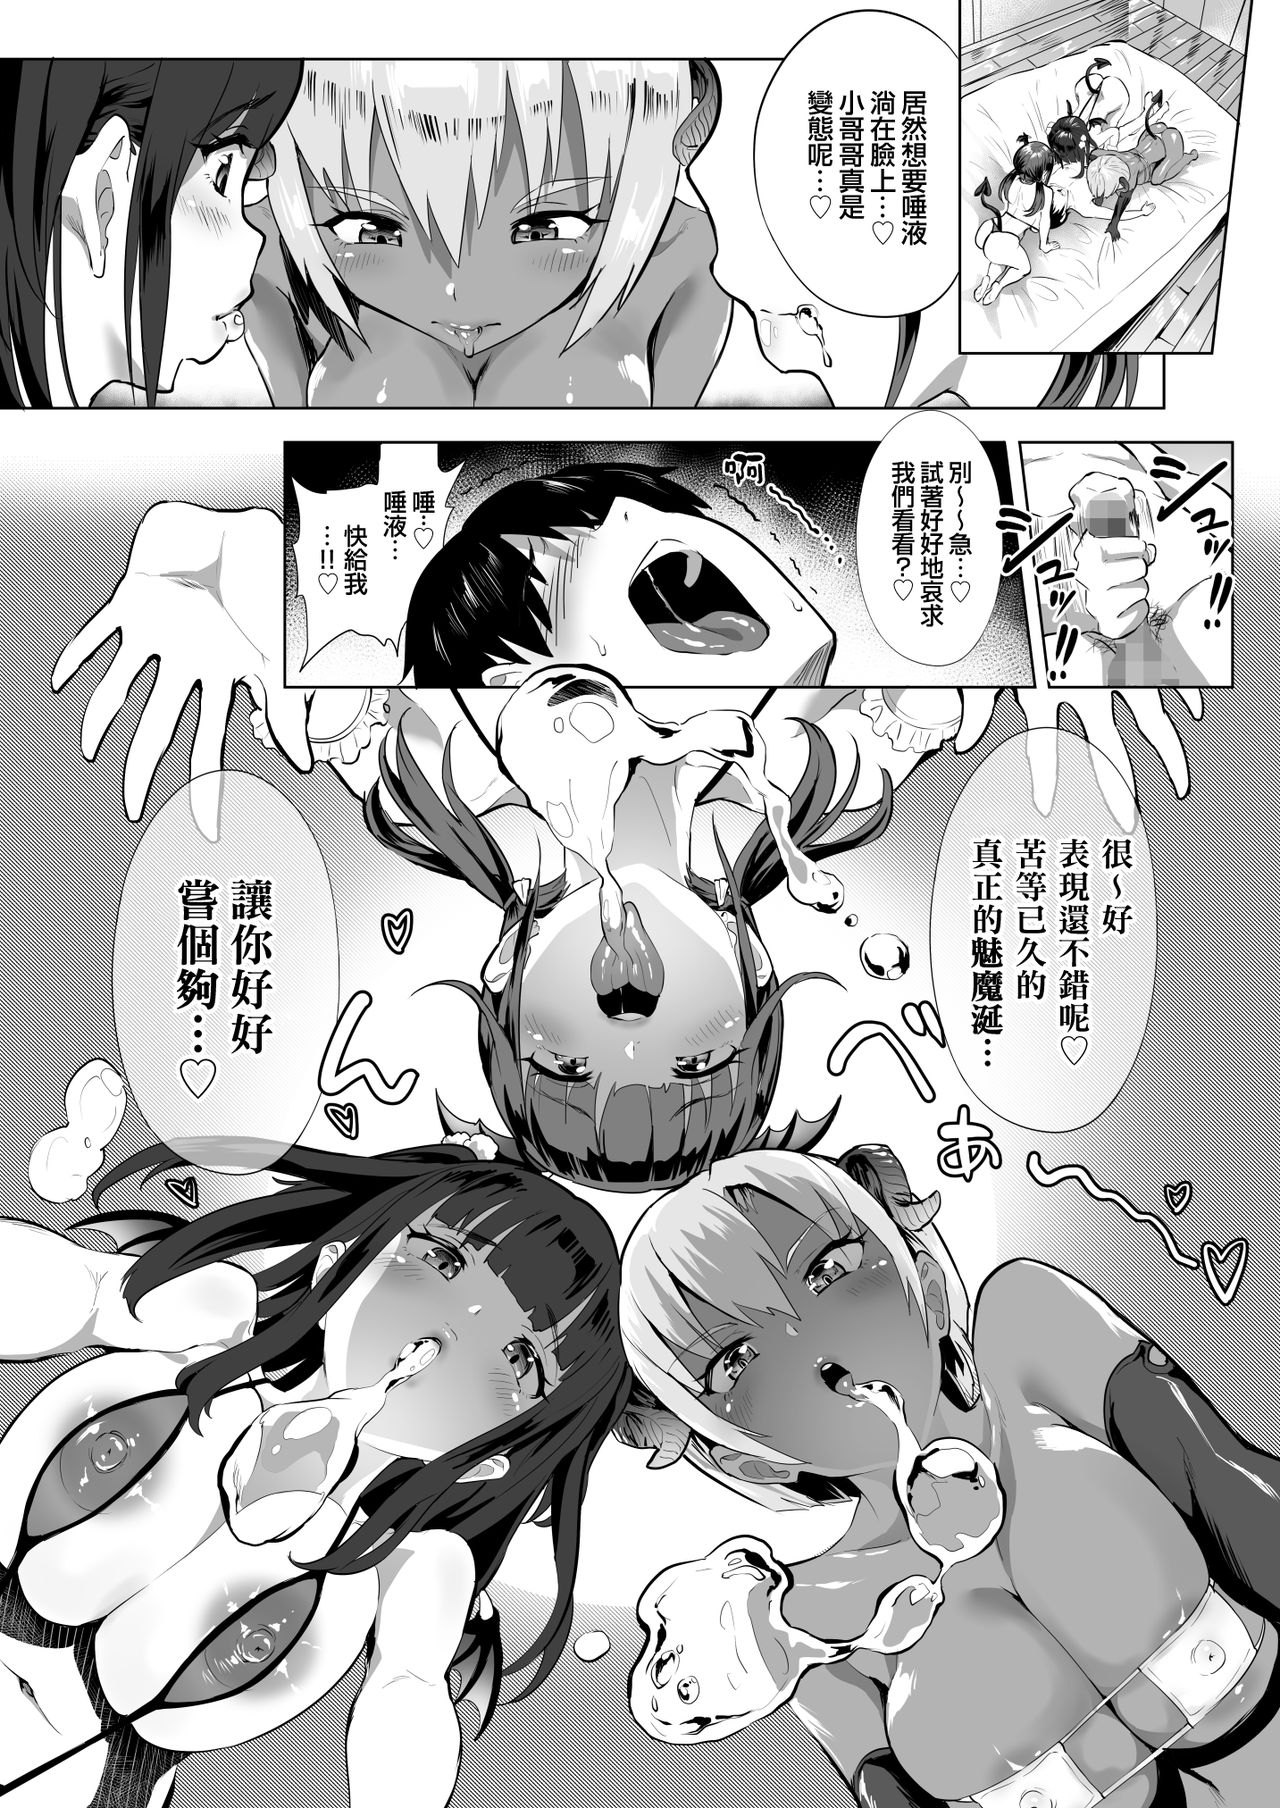 居然想要唾液
淌在臉上…♡
小哥哥真是
變態呢…♡
別～～急…♡
試著好好地哀求
我們看看？♡
啊～…
唾…♡
唾液…
快給我
…!!♡
シュッ!!
シュッ!!
很～好
表現還不錯呢♡
苦等已久的
真正的魅魔涎…
讓你好好
嘗個夠…♡
べ
ぁ～～♡
ん♡